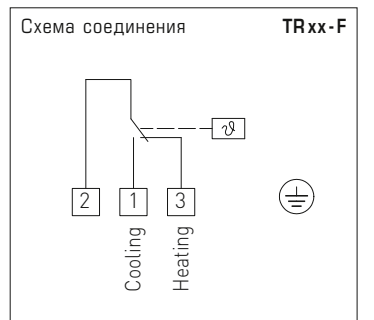 Схема соединения TRxx-F
ϑ
2 1 3
Cooling
Heating